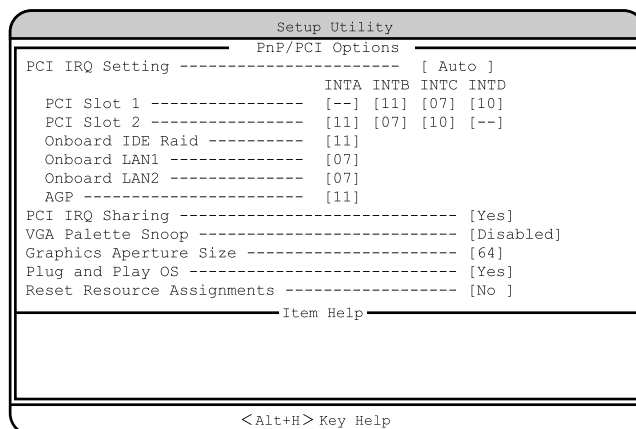 Setup Utility
PnP/PCI Options
PCI IRQ Setting ----------------------- [ Auto ]
INTA INTB INTC INTD
PCI Slot 1 ---------------- [--] [11] [07] [10]
PCI Slot 2 ---------------- [11] [07] [10] [--]
Onboard IDE Raid ---------- [11]
Onboard LAN1 -------------- [07]
Onboard LAN2 -------------- [07]
AGP ----------------------- [11]
PCI IRQ Sharing ----------------------------- [Yes]
VGA Palette Snoop --------------------------- [Disabled]
Graphics Aperture Size ---------------------- [64]
Plug and Play OS ---------------------------- [Yes]
Reset Resource Assignments ------------------ [No ]
Item Help
<Alt+H> Key Help